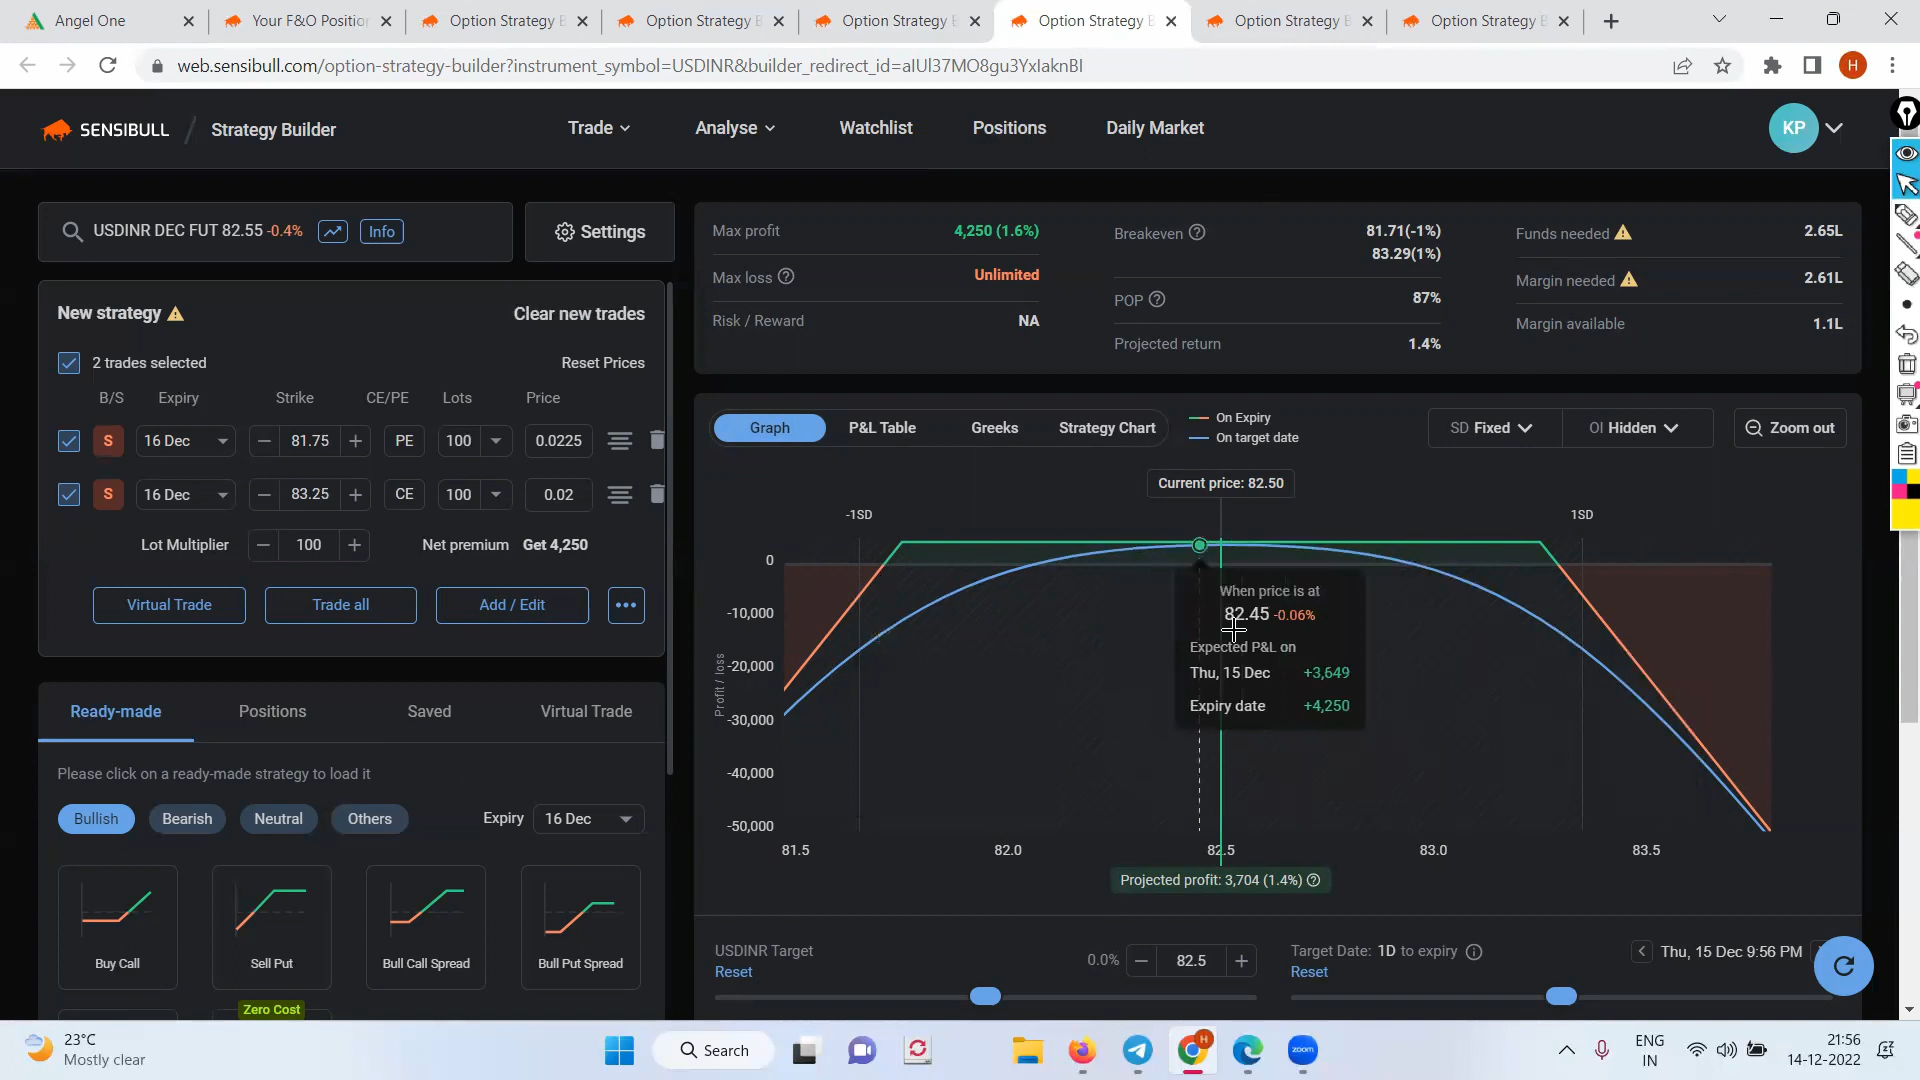 Angel One
Your F&O Position
Option Strategy B
Option Strategy B
Option Strategy E
Option Strategy B
Option Strategy B
Option Strategy B
web.sensibull.com/option-strategy-builder?instrument_symbol=USDINR&builder_redirect_id=aIUl37MO8gu3YxIaknBI
H
SENSIBULL / Strategy Builder
Trade
Analyse
Watchlist
Positions
Daily Market
KP
USDINR DEC FUT 82.55 -0.4%
Info
Settings
New strategy
Clear new trades
2 trades selected
Reset Prices
B/S Expiry Strike CE/PE Lots Price
S 16 Dec − 81.75 + PE 100 0.0225
S 16 Dec − 83.25 + CE 100 0.02
Lot Multiplier − 100 + Net premium Get 4,250
Virtual Trade
Trade all
Add / Edit
Ready-made
Positions
Saved
Virtual Trade
Please click on a ready-made strategy to load it
Bullish
Bearish
Neutral
Others
Expiry 16 Dec
Buy Call
Sell Put
Bull Call Spread
Bull Put Spread
Zero Cost
Max profit 4,250 (1.6%)
Max loss Unlimited
Risk / Reward NA
Breakeven 81.71(-1%)
83.29(1%)
POP 87%
Projected return 1.4%
Funds needed 2.65L
Margin needed 2.61L
Margin available 1.1L
Graph
P&L Table
Greeks
Strategy Chart
On Expiry
On target date
SD Fixed
OI Hidden
Zoom out
Current price: 82.50
-1SD
1SD
Profit / loss
0
-10,000
-20,000
-30,000
-40,000
-50,000
When price is at
82.45 -0.06%
Expected P&L on
Thu, 15 Dec +3,649
Expiry date +4,250
81.5
82.0
82.5
83.0
83.5
Projected profit: 3,704 (1.4%)
USDINR Target
Reset
0.0% − 82.5 +
Target Date: 1D to expiry
Reset
Thu, 15 Dec 9:56 PM
23°C
Mostly clear
Search
H
zoom
ENG
IN
21:56
14-12-2022